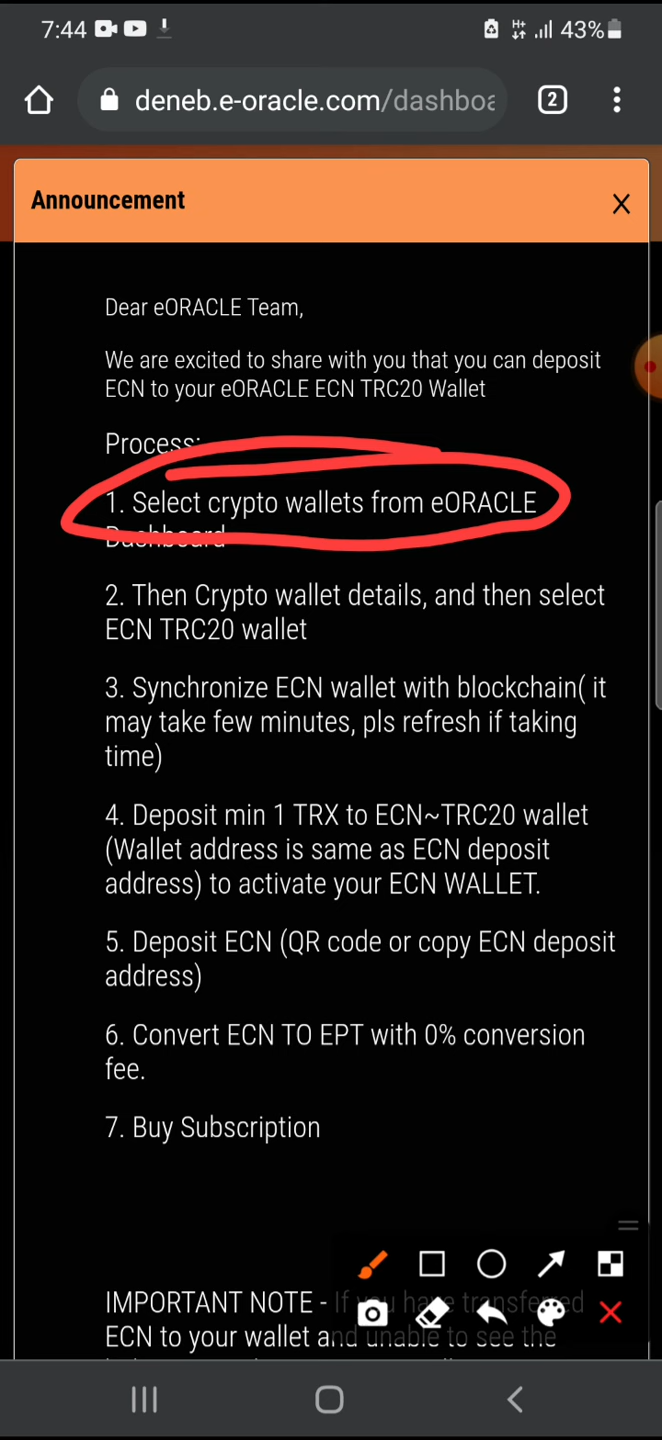 7:44
43%
deneb.e-oracle.com/dashboa
2
Announcement
Dear eORACLE Team,
We are excited to share with you that you can deposit
ECN to your eORACLE ECN TRC20 Wallet
Process:
1. Select crypto wallets from eORACLE
Dashboard
2. Then Crypto wallet details, and then select
ECN TRC20 wallet
3. Synchronize ECN wallet with blockchain( it
may take few minutes, pls refresh if taking
time)
4. Deposit min 1 TRX to ECN~TRC20 wallet
(Wallet address is same as ECN deposit
address) to activate your ECN WALLET.
5. Deposit ECN (QR code or copy ECN deposit
address)
6. Convert ECN TO EPT with 0% conversion
fee.
7. Buy Subscription
IMPORTANT NOTE - If you have transferred
ECN to your wallet and unable to see the